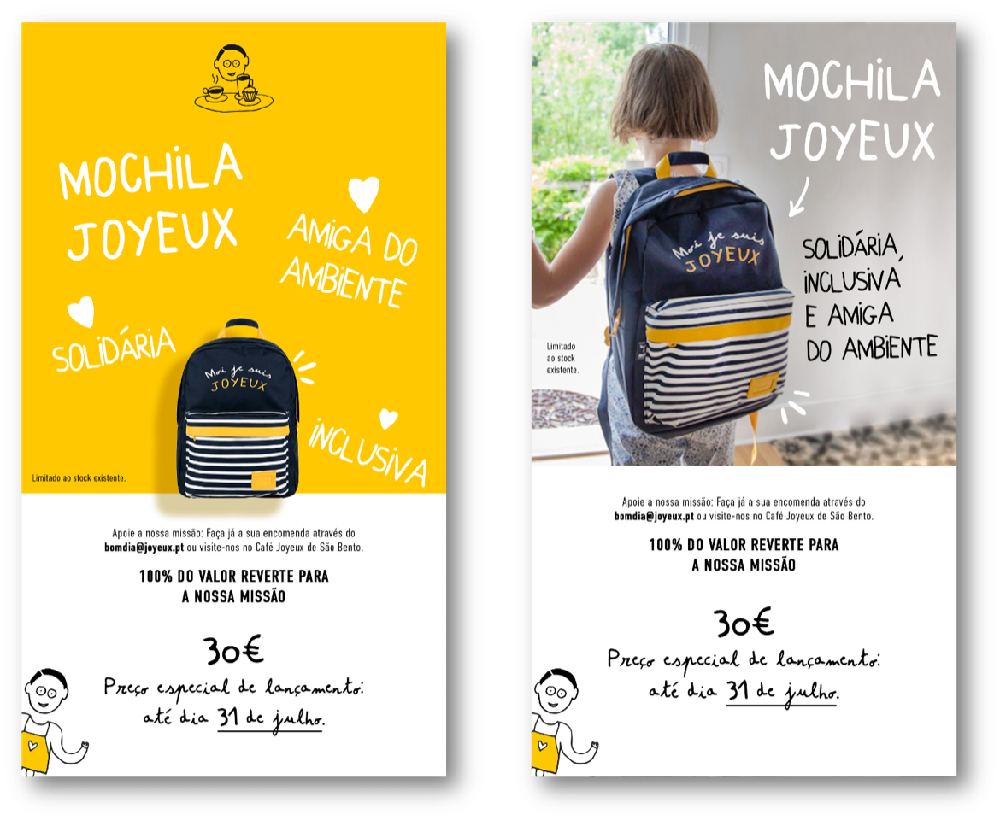 MOCHiLA
JOYEUX
AMiGA DO
AMBiENTE
SOLiDÁRiA
Moi je suis
JOYEUX
iNCLUSiVA
Limitado ao stock existente.
Apoie a nossa missão: Faça já a sua encomenda através do
bomdia@joyeux.pt ou visite-nos no Café Joyeux de São Bento.
100% DO VALOR REVERTE PARA
A NOSSA MISSÃO
30€
Preço especial de lançamento:
até dia 31 de julho.
MOCHiLA
JOYEUX
Moi je suis
JOYEUX
SOLiDÁRiA,
iNCLUSiVA
E AMiGA
DO AMBiENTE
Limitado
ao stock
existente.
Apoie a nossa missão: Faça já a sua encomenda através do
bomdia@joyeux.pt ou visite-nos no Café Joyeux de São Bento.
100% DO VALOR REVERTE PARA
A NOSSA MISSÃO
30€
Preço especial de lançamento:
até dia 31 de julho.